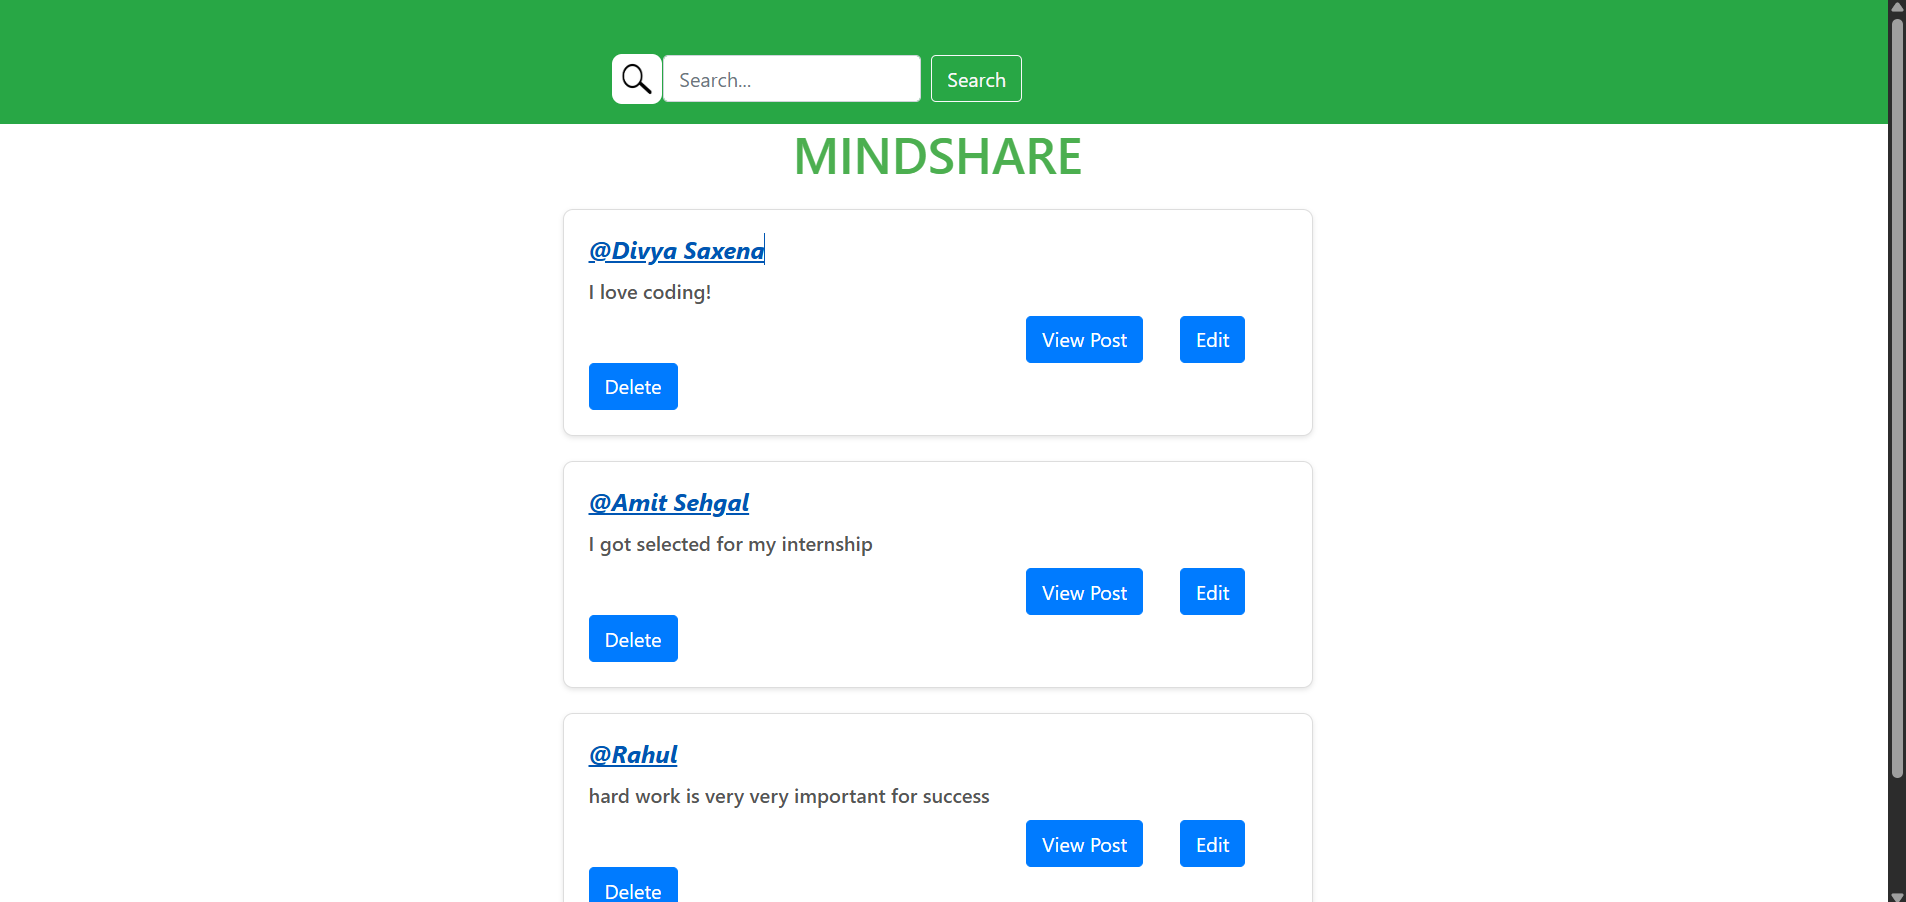 Search... Search
MINDSHARE
@Divya Saxena
I love coding!
View Post Edit
Delete
@Amit Sehgal
I got selected for my internship
View Post Edit
Delete
@Rahul
hard work is very very important for success
View Post Edit
Delete